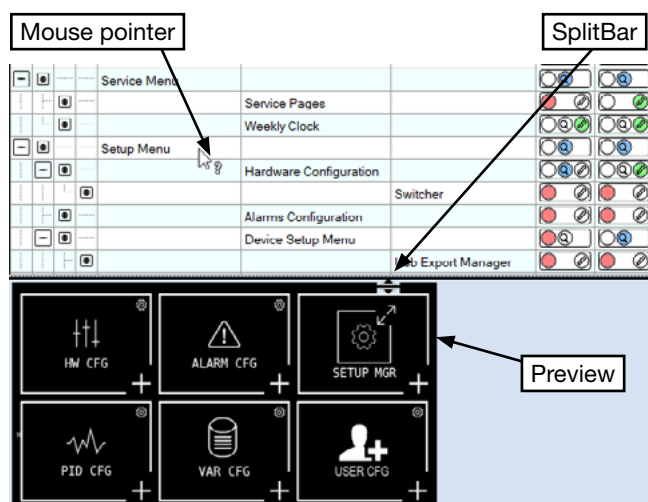 Mouse pointer
SplitBar
Service Menu
Service Pages
Weekly Clock
Setup Menu
Hardware Configuration
Switcher
Alarms Configuration
Device Setup Menu
Export Manager
HW CFG
ALARM CFG
SETUP MGR
Preview
PID CFG
VAR CFG
USER CFG